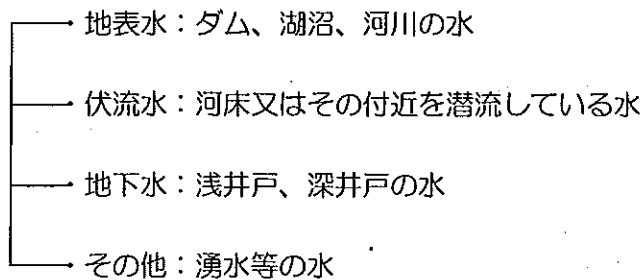 地表水：ダム、湖沼、河川の水
伏流水：河床又はその付近を潜流している水
地下水：浅井戸、深井戸の水
その他：湧水等の水